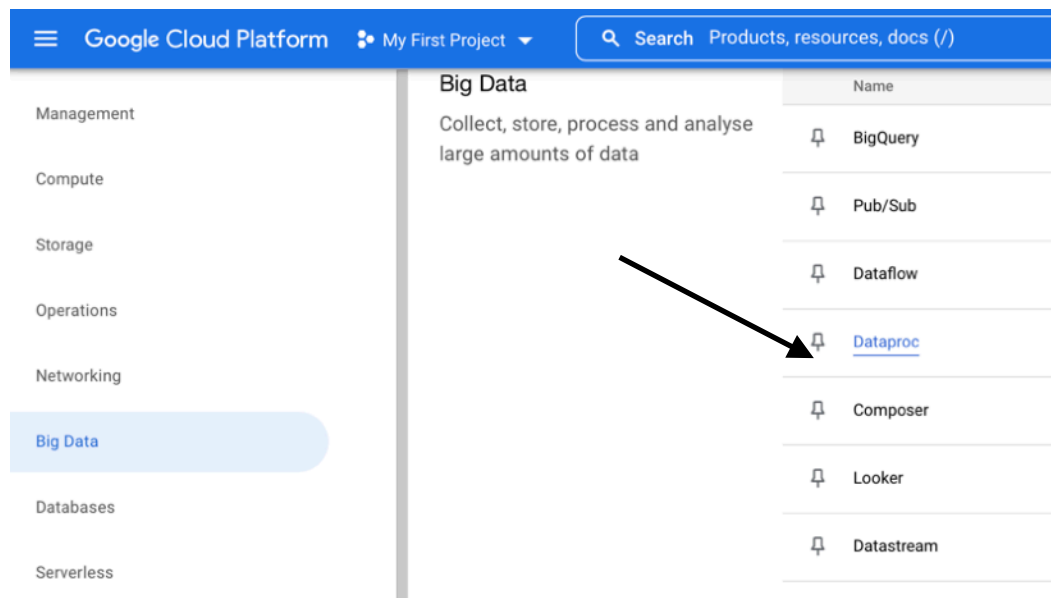 Google Cloud Platform My First Project Search Products, resources, docs (/)
Management
Compute
Storage
Operations
Networking
Big Data
Databases
Serverless
Big Data
Collect, store, process and analyse
large amounts of data
Name
BigQuery
Pub/Sub
Dataflow
Dataproc
Composer
Looker
Datastream